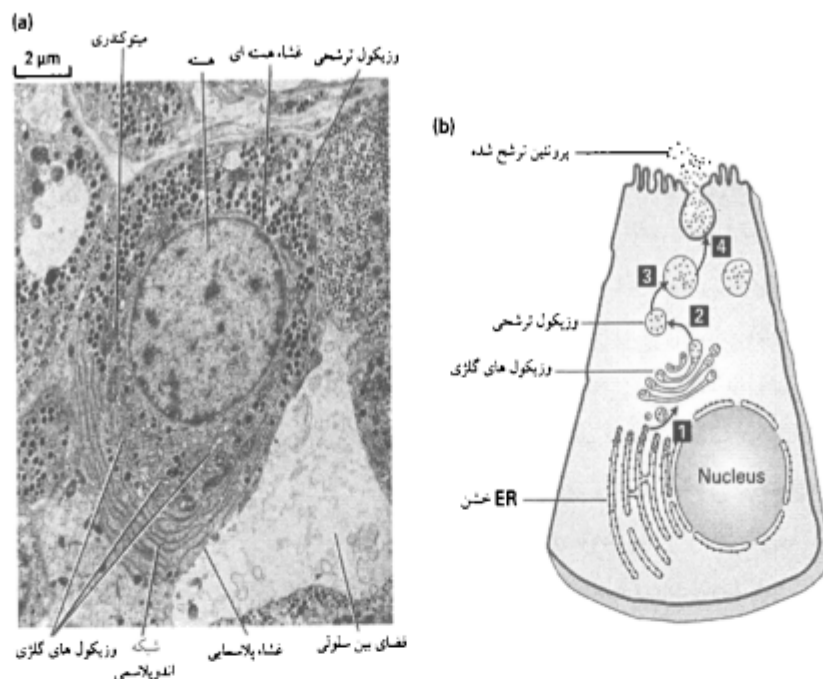 (a)
2 μm
میتوکندری
هسته
غشاء هسته ای
وزیکول ترشحی
وزیکول های گلژی
شبکه
اندوپلاسمی
غشاء پلاسمایی
فضای بین سلولی
(b)
پروتئین ترشح شده
4
3
2
وزیکول ترشحی
وزیکول های گلژی
1
Nucleus
ER خشن